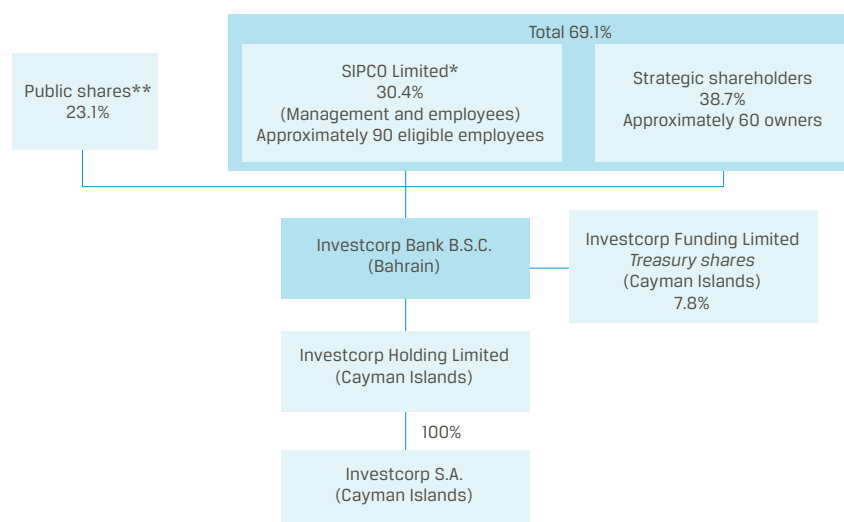 Total 69.1%
Public shares**
23.1%
SIPCO Limited*
30.4%
(Management and employees)
Approximately 90 eligible employees
Strategic shareholders
38.7%
Approximately 60 owners
Investcorp Bank B.S.C.
(Bahrain)
Investcorp Funding Limited
Treasury shares
(Cayman Islands)
7.8%
Investcorp Holding Limited
(Cayman Islands)
100%
Investcorp S.A.
(Cayman Islands)